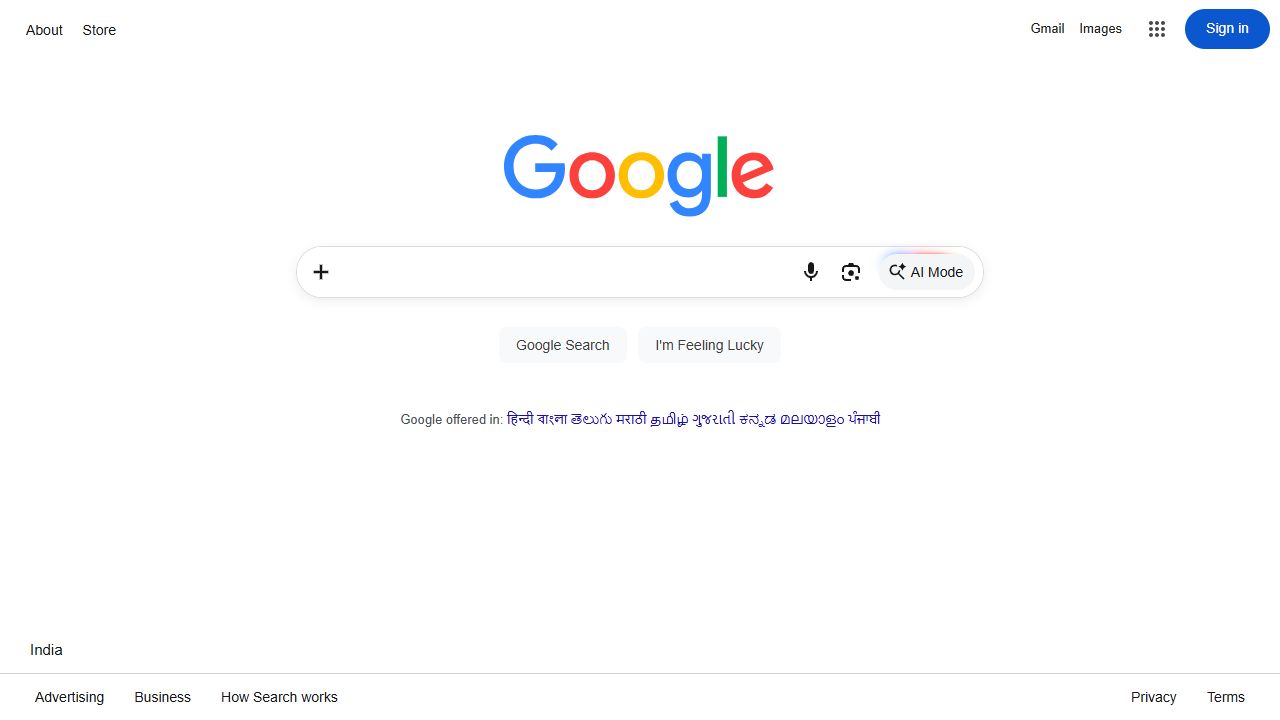 About Store
Gmail Images
Sign in
Google
AI Mode
Google Search
I'm Feeling Lucky
Google offered in: हिन्दी বাংলা తెలుగు मराठी தமிழ் ગુજરાતી ಕನ್ನಡ മലയാളം ਪੰਜਾਬੀ
India
Advertising Business How Search works
Privacy Terms